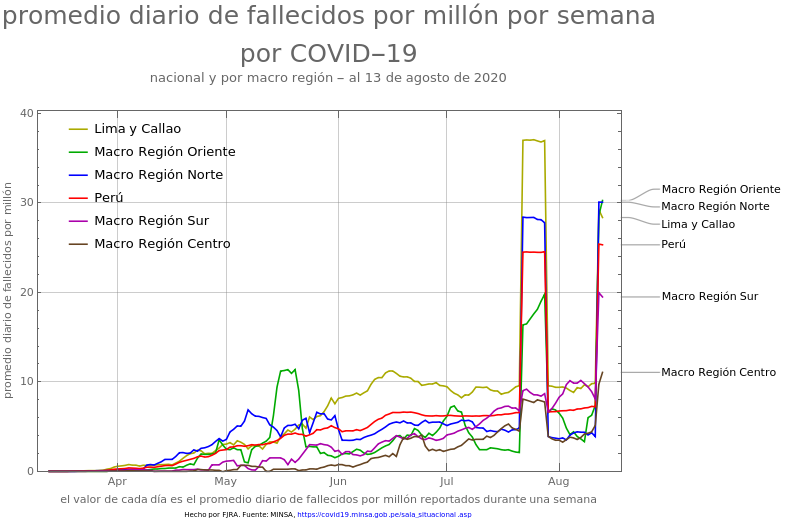 promedio diario de fallecidos por millón por semana
por COVID‒19
nacional y por macro región ‒ al 13 de agosto de 2020
promedio diario de fallecidos por millón
40
30
20
10
0
Lima y Callao
Macro Región Oriente
Macro Región Norte
Perú
Macro Región Sur
Macro Región Centro
Macro Región Oriente
Macro Región Norte
Lima y Callao
Perú
Macro Región Sur
Macro Región Centro
Apr May Jun Jul Aug
el valor de cada día es el promedio diario de fallecidos por millón reportados durante una semana
Hecho por FJRA. Fuente: MINSA, https://covid19.minsa.gob.pe/sala_situacional.asp